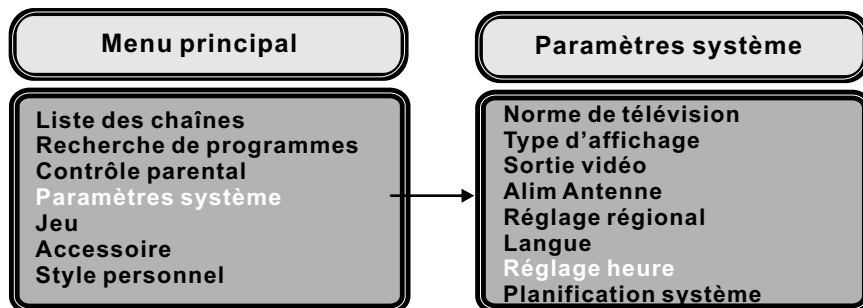 Menu principal
Liste des chaînes
Recherche de programmes
Contrôle parental
Paramètres système
Jeu
Accessoire
Style personnel
Paramètres système
Norme de télévision
Type d’affichage
Sortie vidéo
Alim Antenne
Réglage régional
Langue
Réglage heure
Planification système